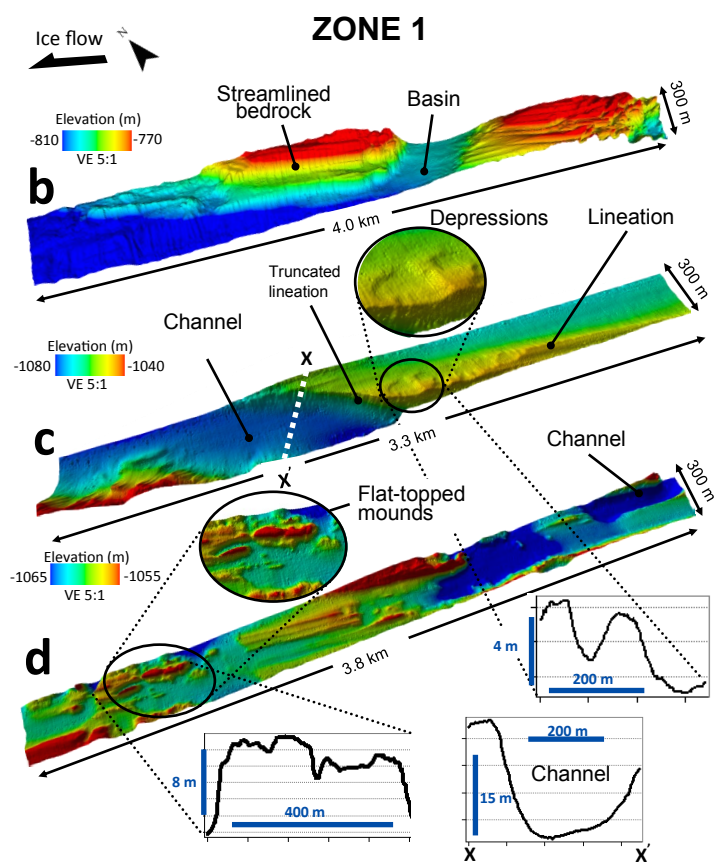 ZONE 1
Ice flow
N
Elevation (m)
-810
-770
VE 5:1
Streamlined
bedrock
Basin
300 m
b
4.0 km
Depressions
Lineation
Truncated
lineation
300 m
Channel
Elevation (m)
-1080
-1040
VE 5:1
X
c
X'
3.3 km
Channel
300 m
Flat-topped
mounds
Elevation (m)
-1065
-1055
VE 5:1
d
3.8 km
4 m
200 m
8 m
400 m
200 m
Channel
15 m
X
X'